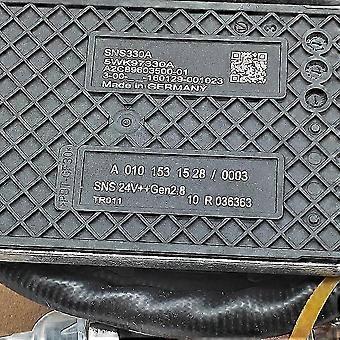 SNS330A
5WK97330A
A2C89603500-01
3-00- -180129-001023
Made in GERMANY
A 010 153 15 28 / 0003
SNS 24V++Gen2,8
TR011 10 R 036363